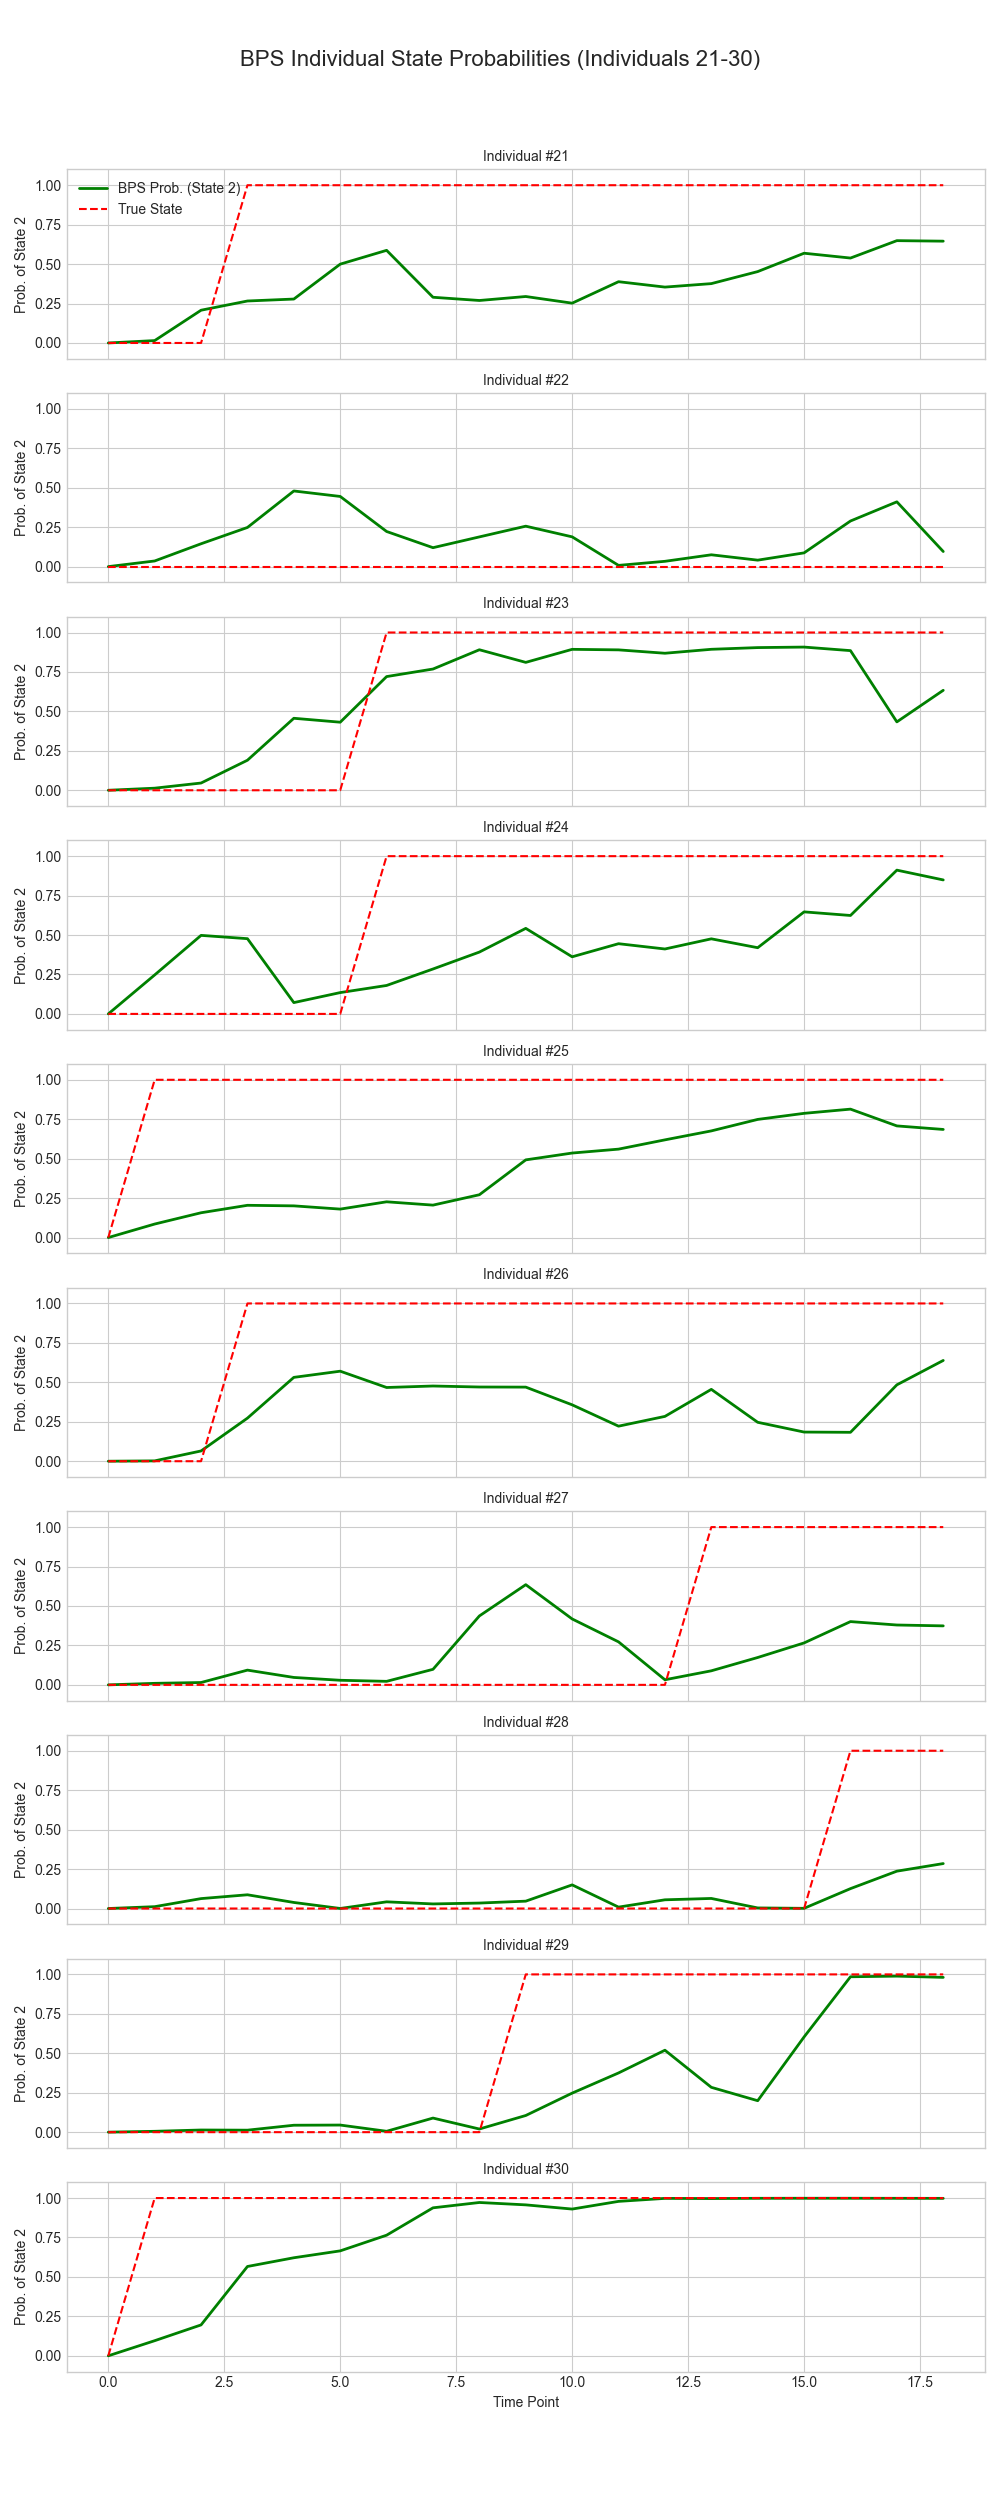 BPS Individual State Probabilities (Individuals 21-30)
Individual #21
1.00
0.75
0.50
0.25
0.00
Prob. of State 2
BPS Prob. (State 2)
True State
Individual #22
1.00
0.75
0.50
0.25
0.00
Prob. of State 2
Individual #23
1.00
0.75
0.50
0.25
0.00
Prob. of State 2
Individual #24
1.00
0.75
0.50
0.25
0.00
Prob. of State 2
Individual #25
1.00
0.75
0.50
0.25
0.00
Prob. of State 2
Individual #26
1.00
0.75
0.50
0.25
0.00
Prob. of State 2
Individual #27
1.00
0.75
0.50
0.25
0.00
Prob. of State 2
Individual #28
1.00
0.75
0.50
0.25
0.00
Prob. of State 2
Individual #29
1.00
0.75
0.50
0.25
0.00
Prob. of State 2
Individual #30
1.00
0.75
0.50
0.25
0.00
Prob. of State 2
0.0 2.5 5.0 7.5 10.0 12.5 15.0 17.5
Time Point